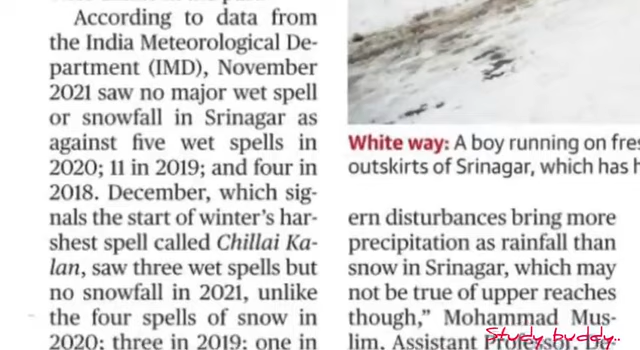 According to data from
the India Meteorological De-
partment (IMD), November
2021 saw no major wet spell
or snowfall in Srinagar as
against five wet spells in
2020; 11 in 2019; and four in
2018. December, which sig-
nals the start of winter's har-
shest spell called Chillai Ka-
lan, saw three wet spells but
no snowfall in 2021, unlike
the four spells of snow in
2020; three in 2019; one in
White way: A boy running on fres
outskirts of Srinagar, which has h
ern disturbances bring more
precipitation as rainfall than
snow in Srinagar, which may
not be true of upper reaches
though," Mohammad Mus-
lim, Assistant Professor, De-
Study buddy..